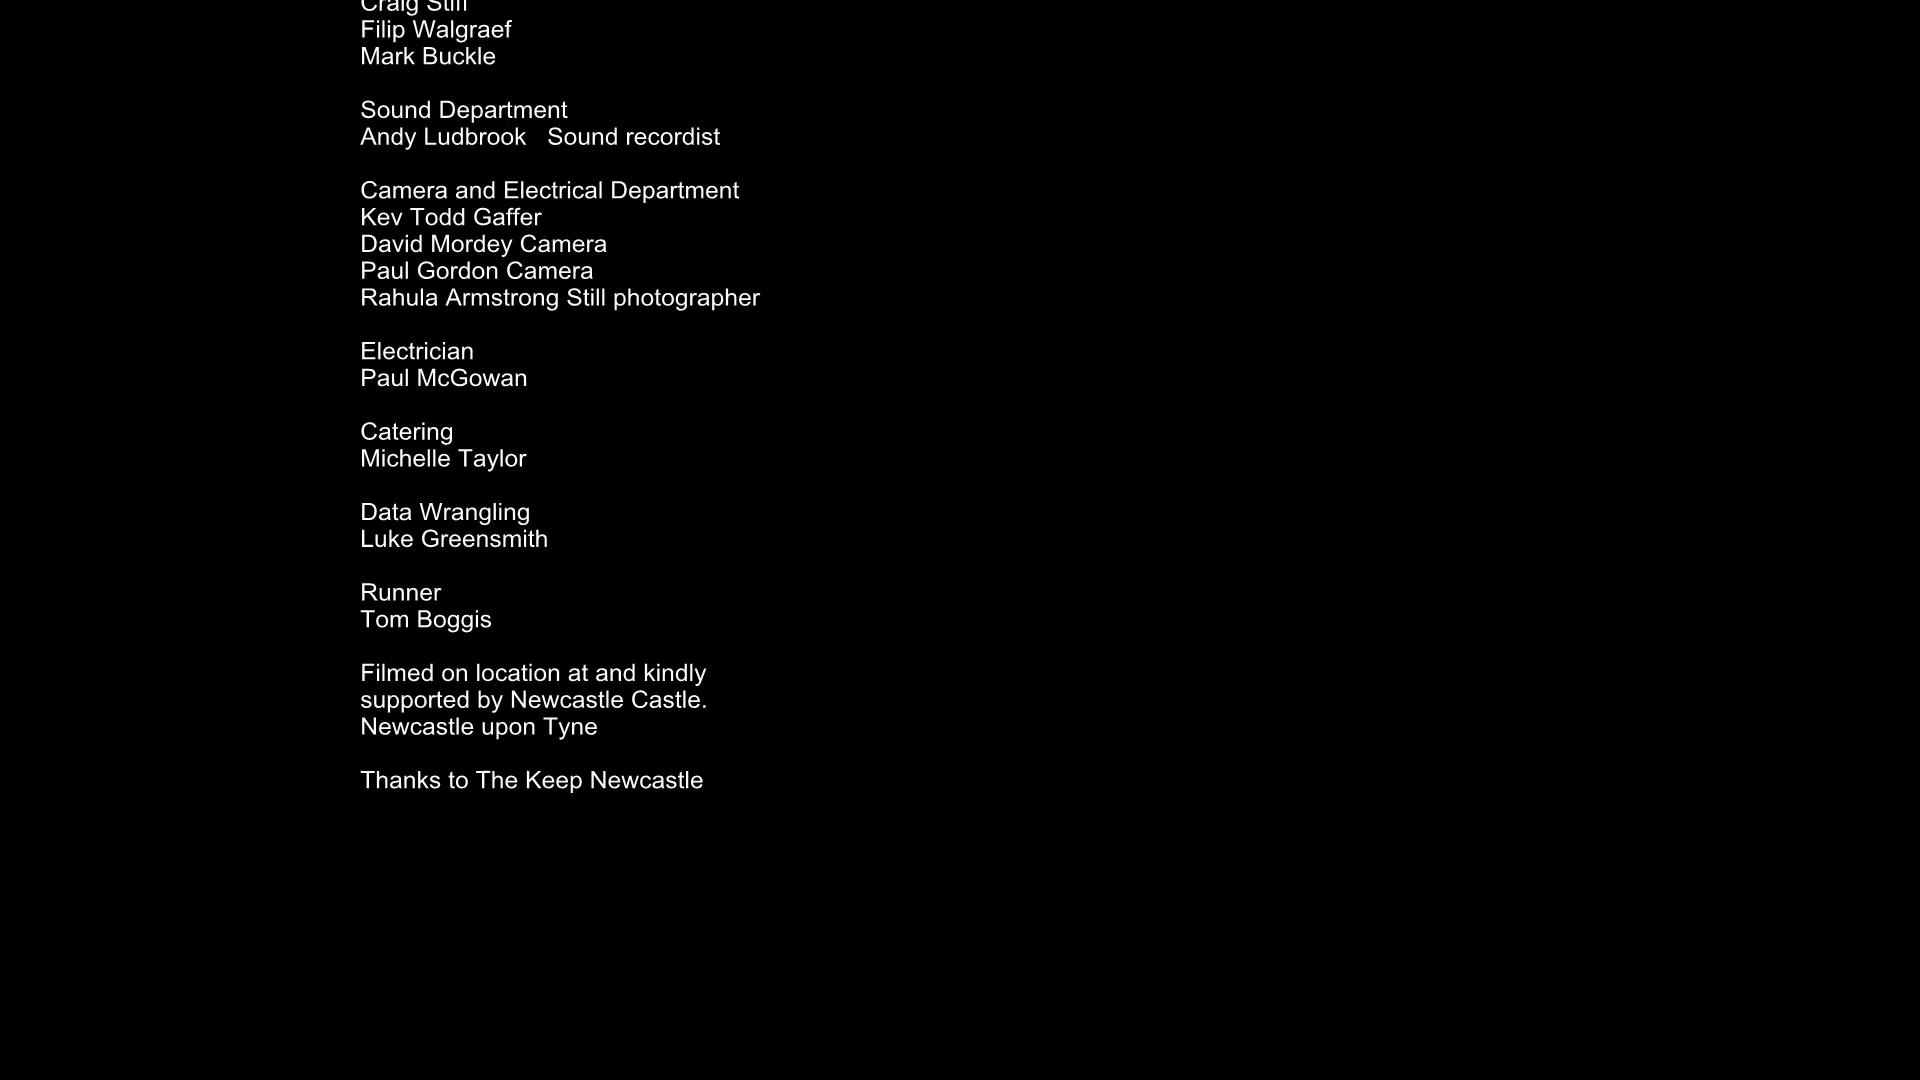 Craig Stiff
Filip Walgraef
Mark Buckle
Sound Department
Andy Ludbrook Sound recordist
Camera and Electrical Department
Kev Todd Gaffer
David Mordey Camera
Paul Gordon Camera
Rahula Armstrong Still photographer
Electrician
Paul McGowan
Catering
Michelle Taylor
Data Wrangling
Luke Greensmith
Runner
Tom Boggis
Filmed on location at and kindly
supported by Newcastle Castle.
Newcastle upon Tyne
Thanks to The Keep Newcastle